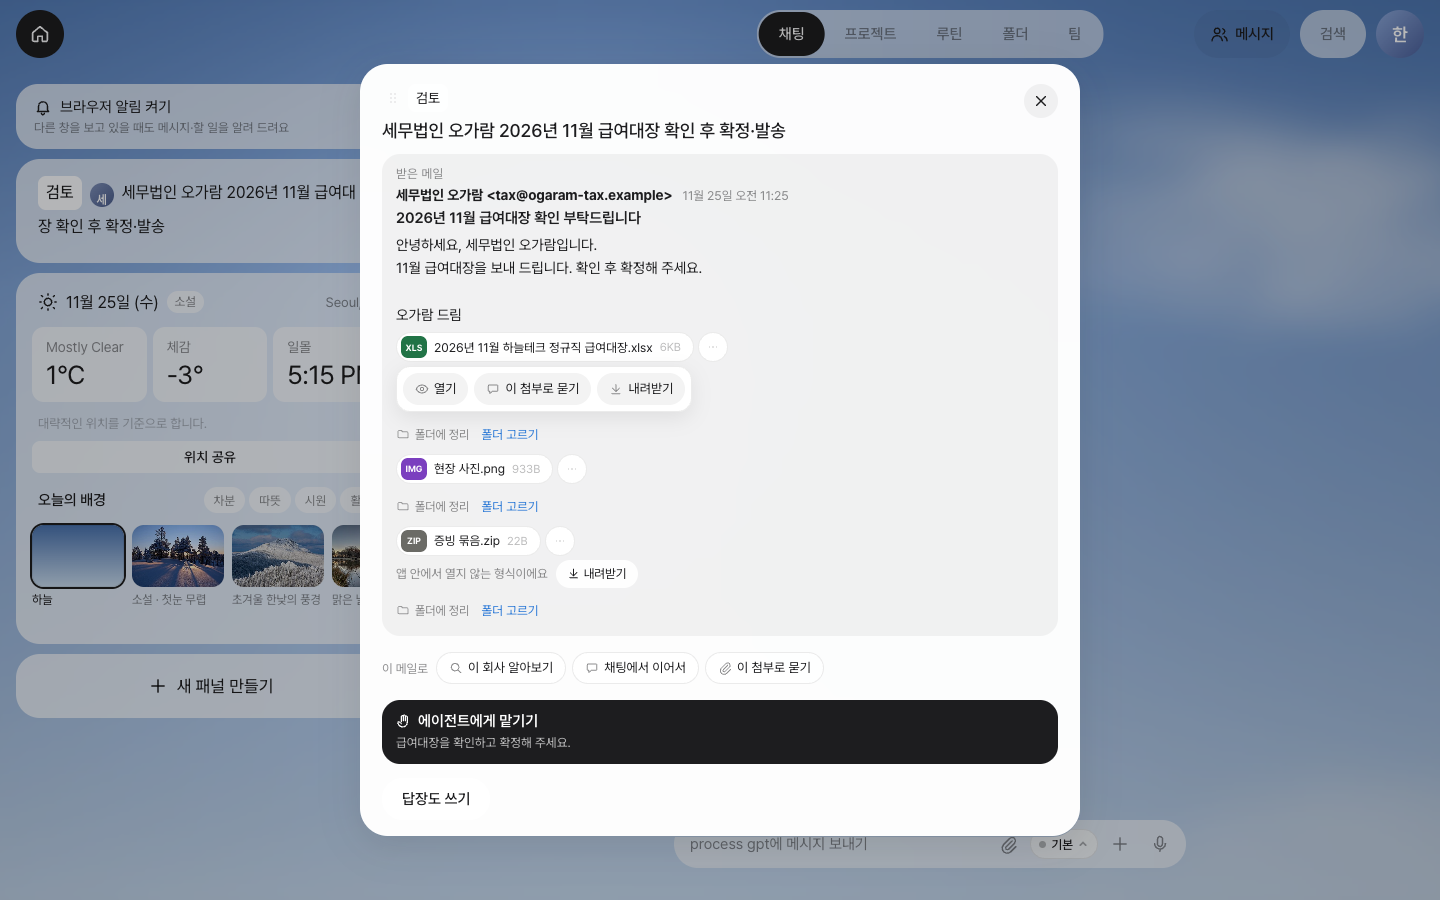 채팅
프로젝트
루틴
폴더
팀
메시지
검색
한
브라우저 알림 켜기
다른 창을 보고 있을 때도 메시지·할 일을 알려 드려요
검토
세
세무법인 오가람 2026년 11월 급여대
장 확인 후 확정·발송
11월 25일 (수)
소설
Seoul,
Mostly Clear
1°C
체감
-3°
일몰
5:15 PM
대략적인 위치를 기준으로 합니다.
위치 공유
오늘의 배경
차분
따뜻
시원
활
하늘
소설 · 첫눈 무렵
초겨울 한낮의 풍경
맑은
새 패널 만들기
검토
세무법인 오가람 2026년 11월 급여대장 확인 후 확정·발송
받은 메일
세무법인 오가람 <tax@ogaram-tax.example> 11월 25일 오전 11:25
2026년 11월 급여대장 확인 부탁드립니다
안녕하세요, 세무법인 오가람입니다.
11월 급여대장을 보내 드립니다. 확인 후 확정해 주세요.
오가람 드림
XLS 2026년 11월 하늘테크 정규직 급여대장.xlsx 6KB
열기
이 첨부로 묻기
내려받기
폴더에 정리 폴더 고르기
IMG 현장 사진.png 933B
폴더에 정리 폴더 고르기
ZIP 증빙 묶음.zip 22B
앱 안에서 열지 않는 형식이에요 내려받기
폴더에 정리 폴더 고르기
이 메일로
이 회사 알아보기
채팅에서 이어서
이 첨부로 묻기
에이전트에게 맡기기
급여대장을 확인하고 확정해 주세요.
답장도 쓰기
process gpt에 메시지 보내기
기본